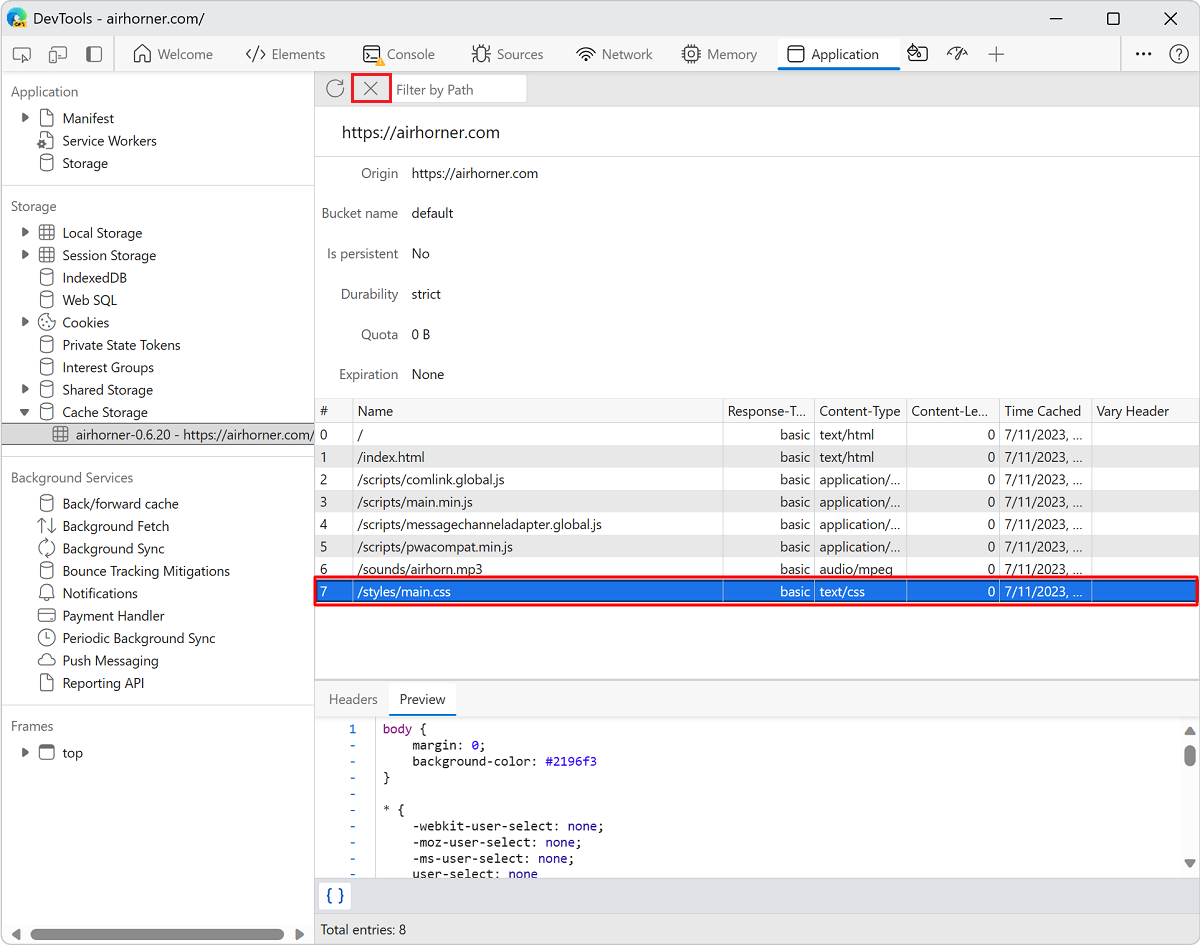 DevTools - airhorner.com/
Welcome
</> Elements
Console
Sources
Network
Memory
Application
Application
Manifest
Service Workers
Storage
Storage
Local Storage
Session Storage
IndexedDB
Web SQL
Cookies
Private State Tokens
Interest Groups
Shared Storage
Cache Storage
airhorner-0.6.20 - https://airhorner.com/
Background Services
Back/forward cache
Background Fetch
Background Sync
Bounce Tracking Mitigations
Notifications
Payment Handler
Periodic Background Sync
Push Messaging
Reporting API
Frames
top
Filter by Path
https://airhorner.com
Origin https://airhorner.com
Bucket name default
Is persistent No
Durability strict
Quota 0 B
Expiration None
# Name Response-T... Content-Type Content-Le... Time Cached Vary Header
0 / basic text/html 0 7/11/2023, ...
1 /index.html basic text/html 0 7/11/2023, ...
2 /scripts/comlink.global.js basic application/... 0 7/11/2023, ...
3 /scripts/main.min.js basic application/... 0 7/11/2023, ...
4 /scripts/messagechanneladapter.global.js basic application/... 0 7/11/2023, ...
5 /scripts/pwacompat.min.js basic application/... 0 7/11/2023, ...
6 /sounds/airhorn.mp3 basic audio/mpeg 0 7/11/2023, ...
7 /styles/main.css basic text/css 0 7/11/2023, ...
Headers Preview
1 body {
- margin: 0;
- background-color: #2196f3
- }
-
- * {
- -webkit-user-select: none;
- -moz-user-select: none;
- -ms-user-select: none;
- user-select: none
{ }
Total entries: 8